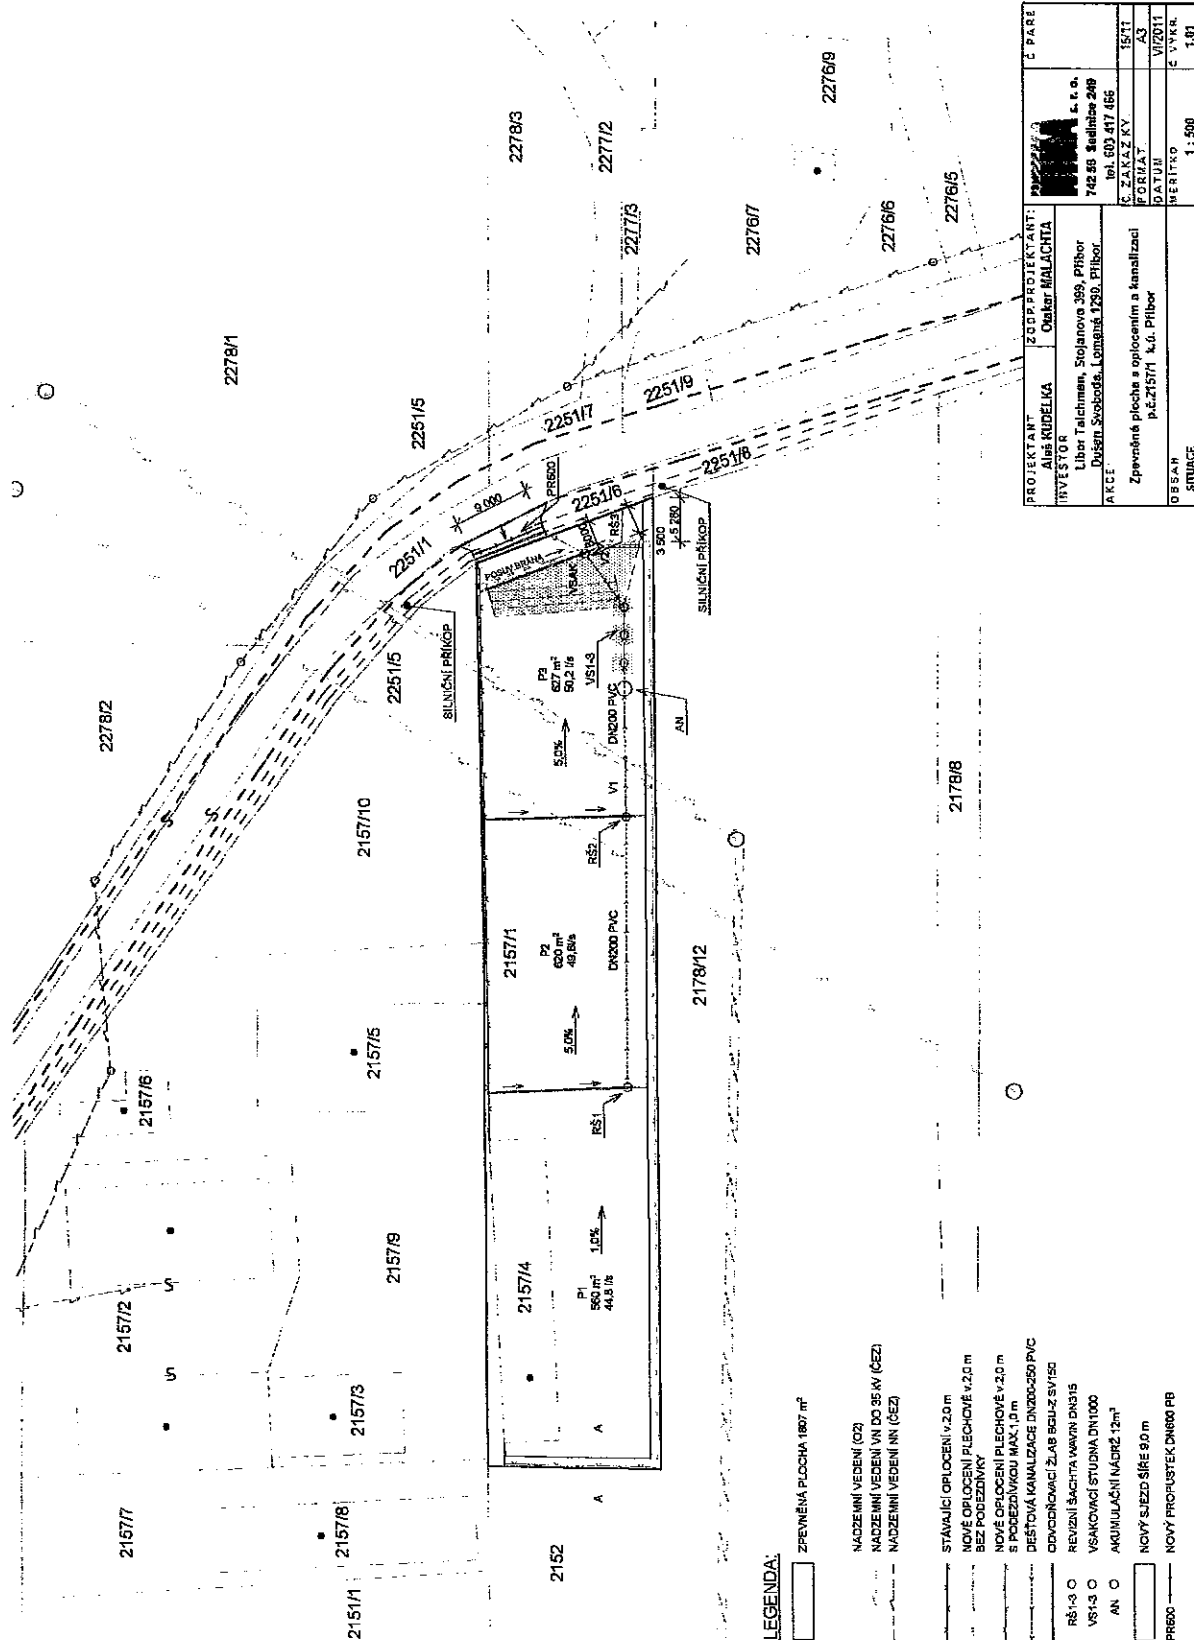 2278/1
2278/2
2278/3
2277/2
2277/3
2276/9
2276/7
2276/6
2276/5
2251/5
2251/7
2251/9
2251/1
2251/6
2251/8
2251/5
9 000
PR600
SILNIČNÍ PŘÍKOP
POSUV.BRÁNA
VSAK
RŠ3
3 500
5 280
SILNIČNÍ PŘÍKOP
P3
627 m²
50,2 l/s
VS1-3
5,0%
DN200 PVC
AN
V1
RŠ2
2157/10
2157/1
P2
620 m²
5,0%
DN200 PVC
2178/8
2178/12
2157/6
2157/5
RŠ1
2157/9
2157/4
P1
560 m²
44,8 l/s
1,0%
2157/2
2157/3
2157/7
2157/8
2151/1
2152
A
A
S
S
S
S
LEGENDA:
ZPEVNĚNÁ PLOCHA 1807 m²
NADZEMNÍ VEDENÍ (O2)
NADZEMNÍ VEDENÍ VN DO 35 kV (ČEZ)
NADZEMNÍ VEDENÍ NN (ČEZ)
STÁVAJÍCÍ OPLOCENÍ v.2,0 m
NOVÉ OPLOCENÍ PLECHOVÉ v.2,0 m
BEZ PODEZDÍVKY
NOVÉ OPLOCENÍ PLECHOVÉ v.2,0 m
S PODEZDÍVKOU MAX.1,0 m
DEŠŤOVÁ KANALIZACE DN200-250 PVC
ODVODŇOVACÍ ŽLAB BGU-Z SV150
RŠ1-3 REVIZNÍ ŠACHTA WAVIN DN315
VS1-3 VSAKOVACÍ STUDNA DN1000
AN AKUMULAČNÍ NÁDRŽ 12m³
NOVÝ SJEZD ŠÍŘE 9,0 m
PR600 NOVÝ PROPUSTEK DN600 PB
PROJEKTANT
Aleš KUDĚLKA
ZODP.PROJEKTANT:
Otakar MALACHTA
s. r. o.
742 56 Sedlnice 249
tel. 603 417 466
Č PARÉ
INVESTOR
Libor Talchman, Stojanova 399, Příbor
Dušan Svoboda, Lomená 1290, Příbor
AKCE:
Zpevněná plocha s oplocením a kanalizací
p.č.2157/1 k.ú. Příbor
Č. ZAKÁZKY 15/11
FORMÁT A3
DATUM VI/2011
MĚŘÍTKO
1 : 500
Č VÝKR.
1.01
OBSAH
SITUACE